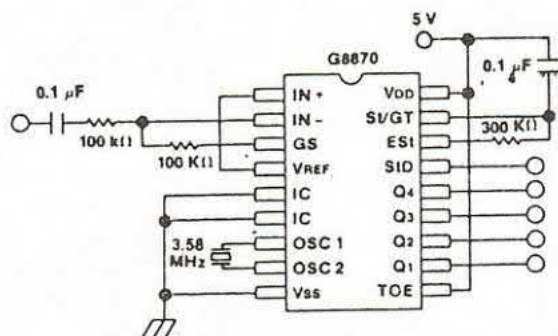 5 V
G8870
0.1 µF
0.1 µF
100 kΩ
100 KΩ
300 KΩ
3.58
MHz
IN +
IN -
GS
VREF
IC
IC
OSC 1
OSC 2
VSS
VDD
St/GT
ESt
StD
Q4
Q3
Q2
Q1
TOE